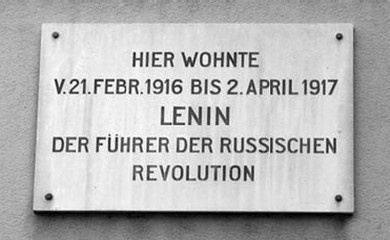 HIER WOHNTE
V. 21. FEBR. 1916 BIS 2. APRIL 1917
LENIN
DER FÜHRER DER RUSSISCHEN
REVOLUTION